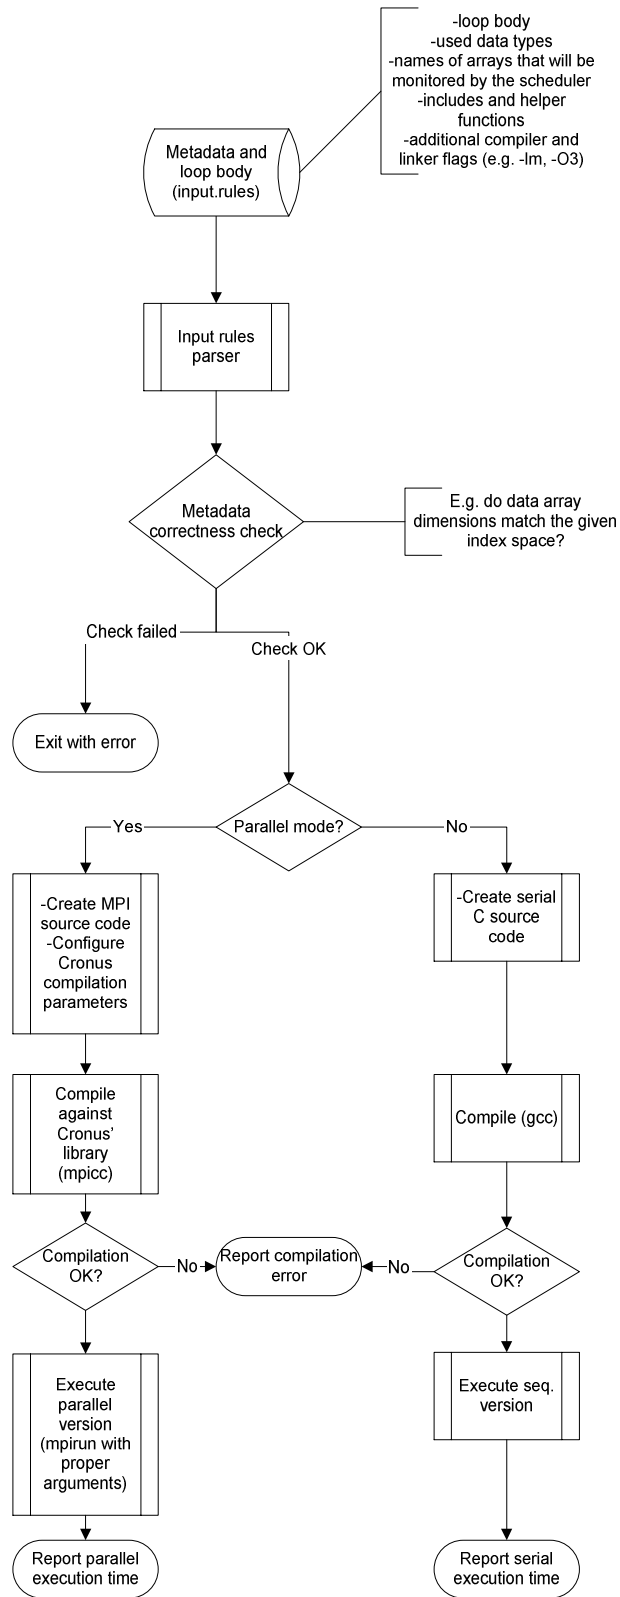 -loop body
-used data types
-names of arrays that will be
monitored by the scheduler
-includes and helper
functions
-additional compiler and
linker flags (e.g. -lm, -O3)
Metadata and
loop body
(input.rules)
Input rules
parser
Metadata
correctness check
E.g. do data array
dimensions match the given
index space?
Check failed
Check OK
Exit with error
Parallel mode?
Yes
No
-Create MPI
source code
-Configure
Cronus
compilation
parameters
-Create serial
C source
code
Compile
against
Cronus'
library
(mpicc)
Compile (gcc)
Compilation
OK?
No
Report compilation
error
No
Compilation
OK?
Execute
parallel
version
(mpirun with
proper
arguments)
Execute seq.
version
Report parallel
execution time
Report serial
execution time